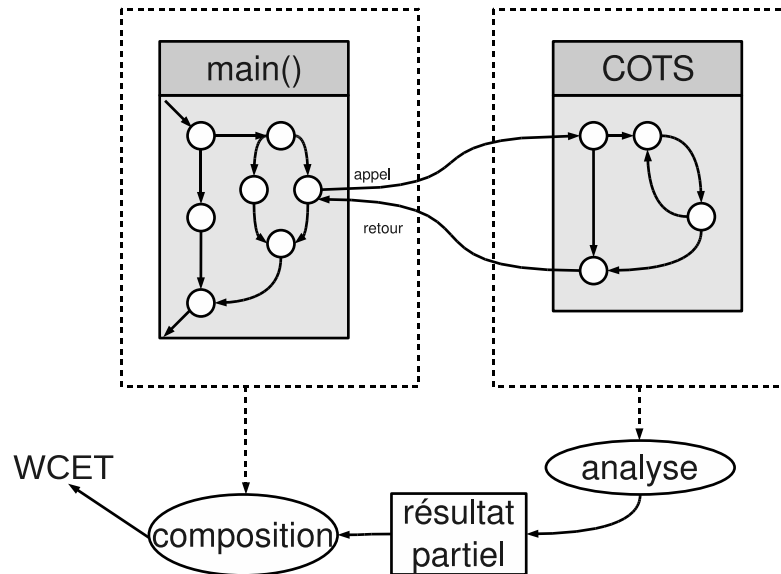 main()
COTS
appel
retour
WCET
analyse
composition
résultat
partiel